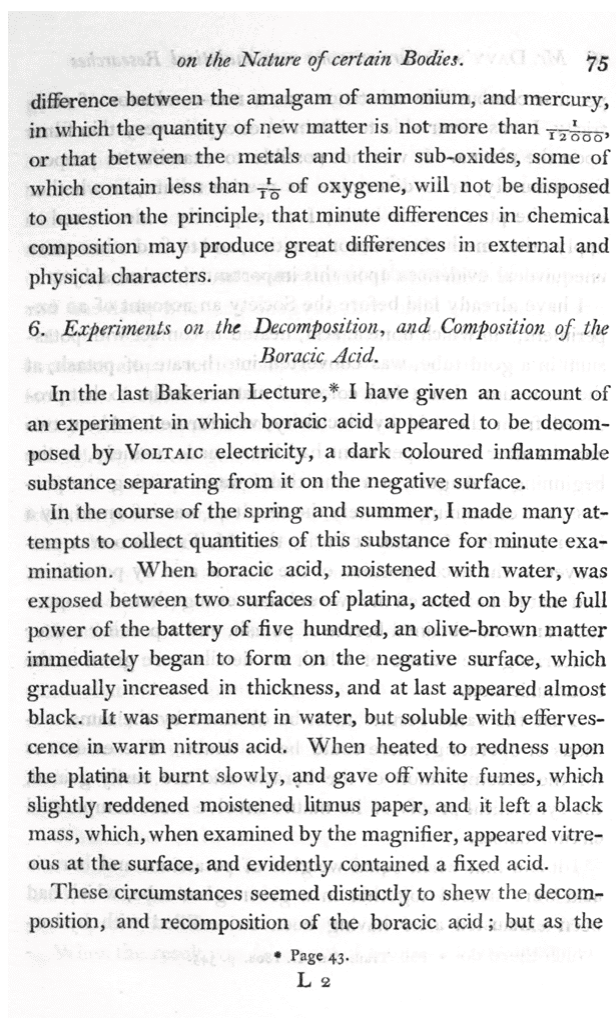 on the Nature of certain Bodies. 75
difference between the amalgam of ammonium, and mercury,
in which the quantity of new matter is not more than 1/12000,
or that between the metals and their sub-oxides, some of
which contain less than 1/10 of oxygene, will not be disposed
to question the principle, that minute differences in chemical
composition may produce great differences in external and
physical characters.
6. Experiments on the Decomposition, and Composition of the
Boracic Acid.
In the last Bakerian Lecture,* I have given an account of
an experiment in which boracic acid appeared to be decom-
posed by VOLTAIC electricity, a dark coloured inflammable
substance separating from it on the negative surface.
In the course of the spring and summer, I made many at-
tempts to collect quantities of this substance for minute exa-
mination. When boracic acid, moistened with water, was
exposed between two surfaces of platina, acted on by the full
power of the battery of five hundred, an olive-brown matter
immediately began to form on the negative surface, which
gradually increased in thickness, and at last appeared almost
black. It was permanent in water, but soluble with efferves-
cence in warm nitrous acid. When heated to redness upon
the platina it burnt slowly, and gave off white fumes, which
slightly reddened moistened litmus paper, and it left a black
mass, which, when examined by the magnifier, appeared vitre-
ous at the surface, and evidently contained a fixed acid.
These circumstances seemed distinctly to shew the decom-
position, and recomposition of the boracic acid; but as the
* Page 43.
L 2